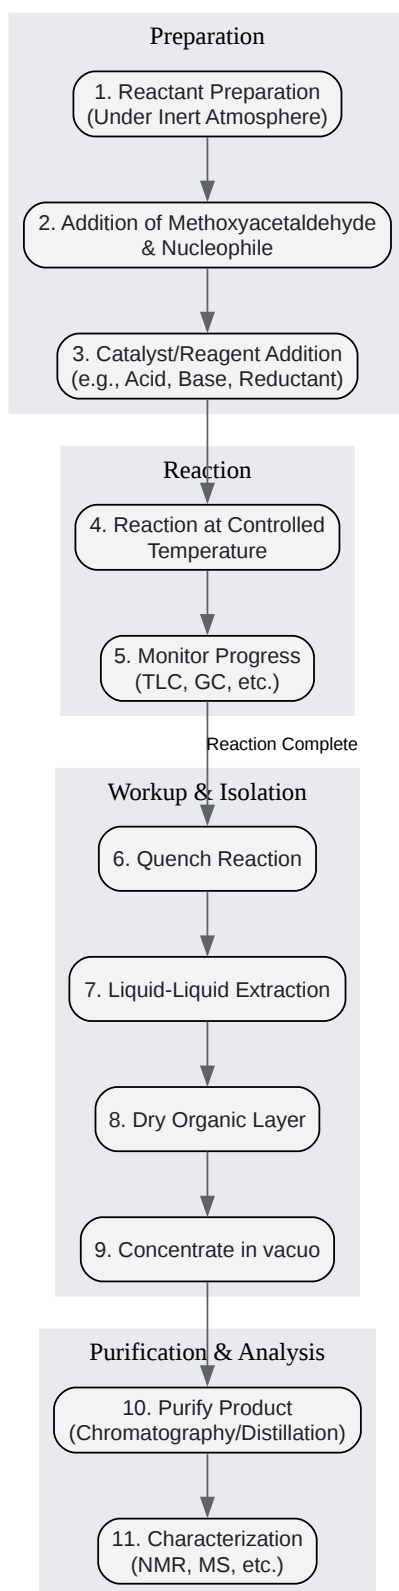 Preparation
1. Reactant Preparation
(Under Inert Atmosphere)
2. Addition of Methoxyacetaldehyde
& Nucleophile
3. Catalyst/Reagent Addition
(e.g., Acid, Base, Reductant)
Reaction
4. Reaction at Controlled
Temperature
5. Monitor Progress
(TLC, GC, etc.)
Reaction Complete
Workup & Isolation
6. Quench Reaction
7. Liquid-Liquid Extraction
8. Dry Organic Layer
9. Concentrate in vacuo
Purification & Analysis
10. Purify Product
(Chromatography/Distillation)
11. Characterization
(NMR, MS, etc.)